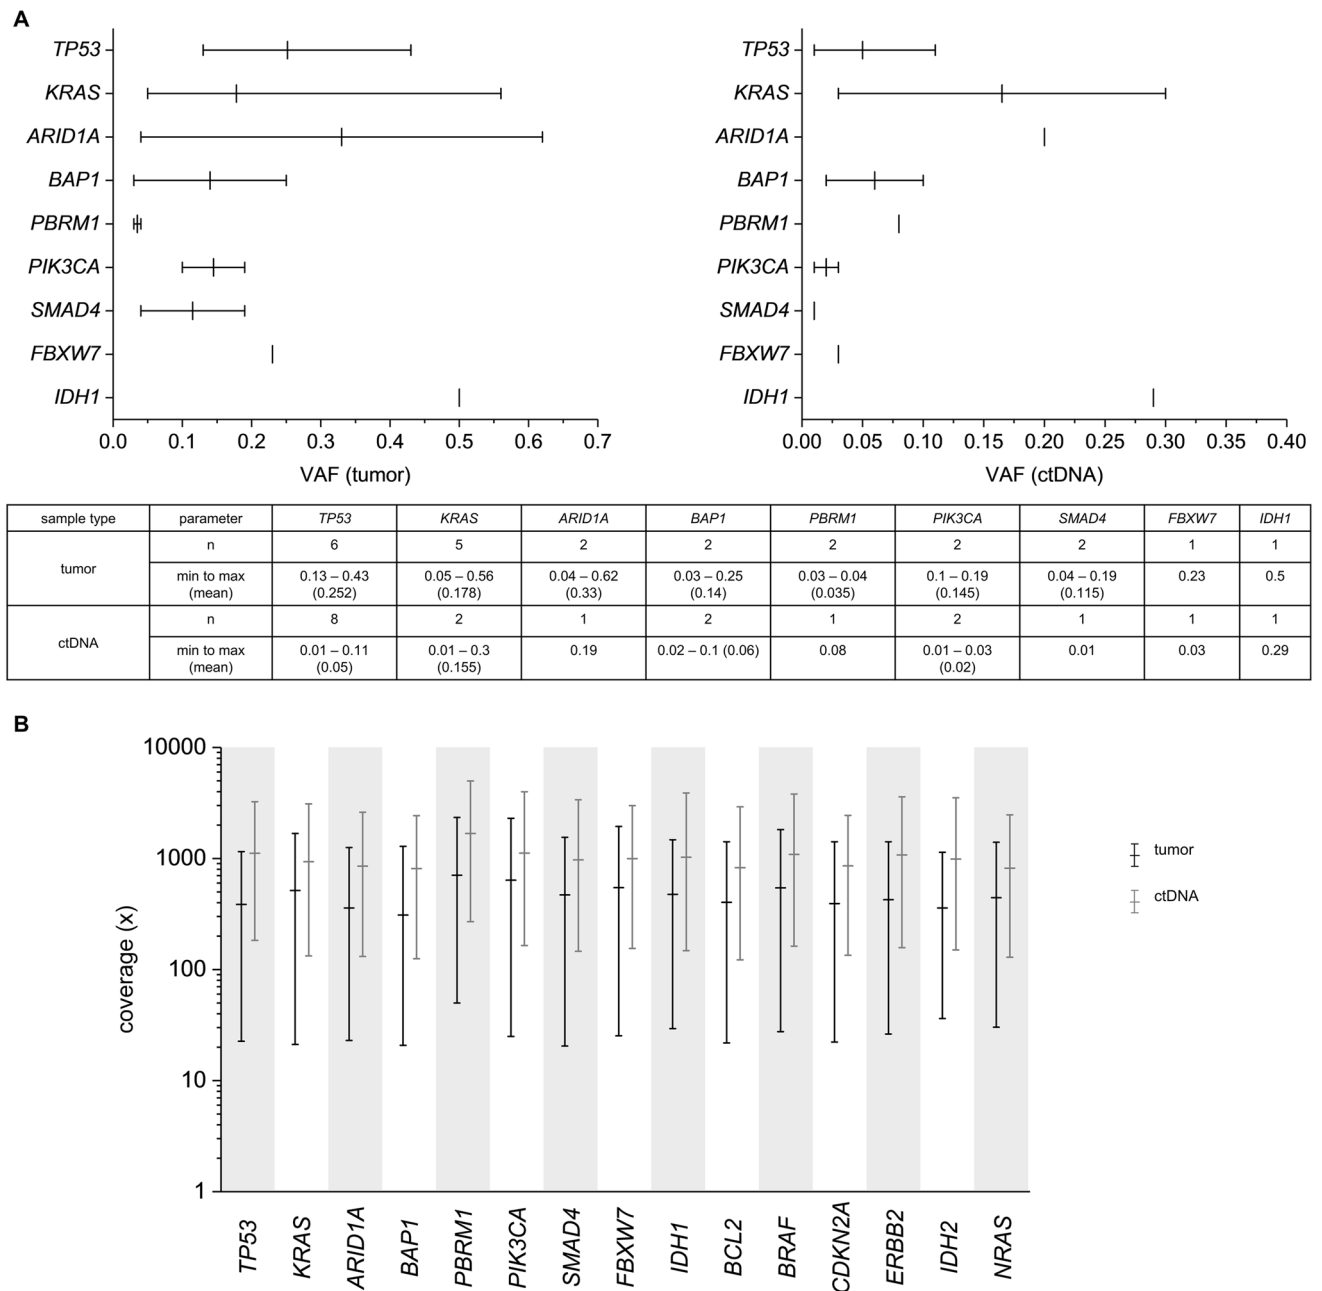 A
TP53
KRAS
ARID1A
BAP1
PBRM1
PIK3CA
SMAD4
FBXW7
IDH1
0.0 0.1 0.2 0.3 0.4 0.5 0.6 0.7
VAF (tumor)
TP53
KRAS
ARID1A
BAP1
PBRM1
PIK3CA
SMAD4
FBXW7
IDH1
0.00 0.05 0.10 0.15 0.20 0.25 0.30 0.35 0.40
VAF (ctDNA)
sample type parameter TP53 KRAS ARID1A BAP1 PBRM1 PIK3CA SMAD4 FBXW7 IDH1
tumor
n 6 5 2 2 2 2 2 1 1
min to max 0.13 – 0.43 0.05 – 0.56 0.04 – 0.62 0.03 – 0.25 0.03 – 0.04 0.1 – 0.19 0.04 – 0.19 0.23 0.5
(mean) (0.252) (0.178) (0.33) (0.14) (0.035) (0.145) (0.115)
ctDNA
n 8 2 1 2 1 2 1 1 1
min to max 0.01 – 0.11 0.01 – 0.3 0.19 0.02 – 0.1 (0.06) 0.08 0.01 – 0.03 0.01 0.03 0.29
(mean) (0.05) (0.155) (0.02)
B
coverage (x)
10000
1000
100
10
1
TP53 KRAS ARID1A BAP1 PBRM1 PIK3CA SMAD4 FBXW7 IDH1 BCL2 BRAF CDKN2A ERBB2 IDH2 NRAS
tumor
ctDNA